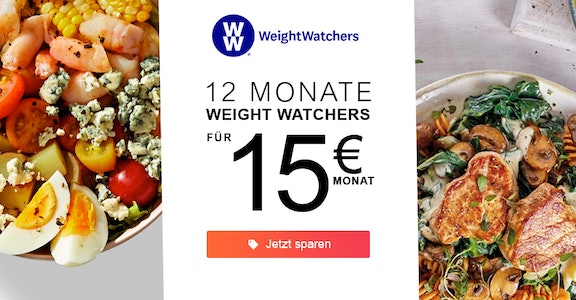 WW
WeightWatchers
12 MONATE
WEIGHT WATCHERS
FÜR
15€
MONAT
Jetzt sparen